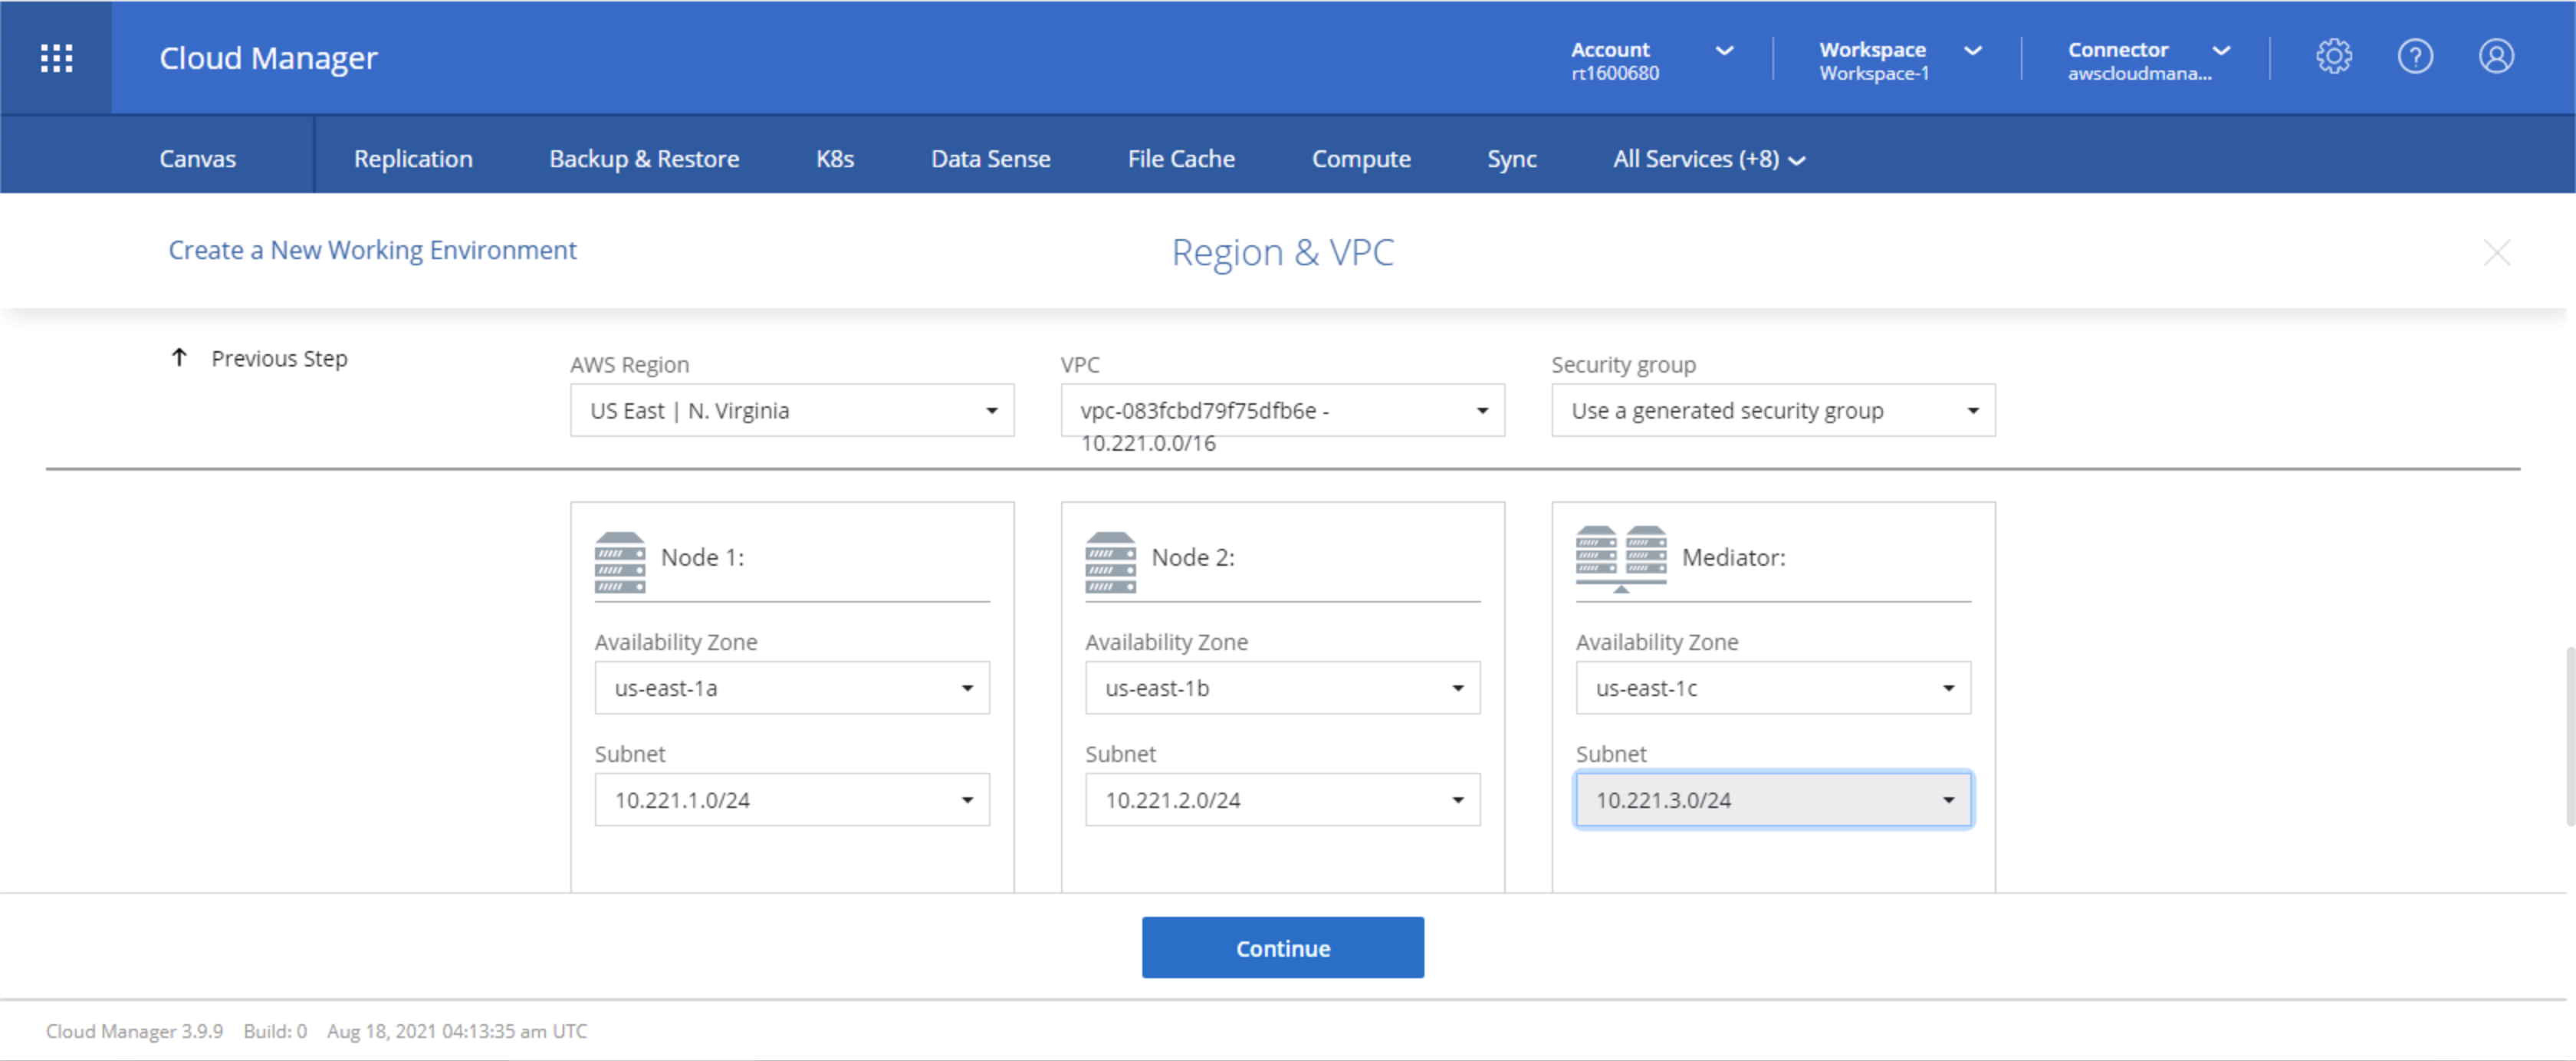 Cloud Manager
Account
rt1600680
Workspace
Workspace-1
Connector
awscloudmana...
Canvas
Replication
Backup & Restore
K8s
Data Sense
File Cache
Compute
Sync
All Services (+8)
Create a New Working Environment
Region & VPC
Previous Step
AWS Region
US East | N. Virginia
VPC
vpc-083fcbd79f75dfb6e -
10.221.0.0/16
Security group
Use a generated security group
Node 1:
Availability Zone
us-east-1a
Subnet
10.221.1.0/24
Node 2:
Availability Zone
us-east-1b
Subnet
10.221.2.0/24
Mediator:
Availability Zone
us-east-1c
Subnet
10.221.3.0/24
Continue
Cloud Manager 3.9.9 Build: 0 Aug 18, 2021 04:13:35 am UTC